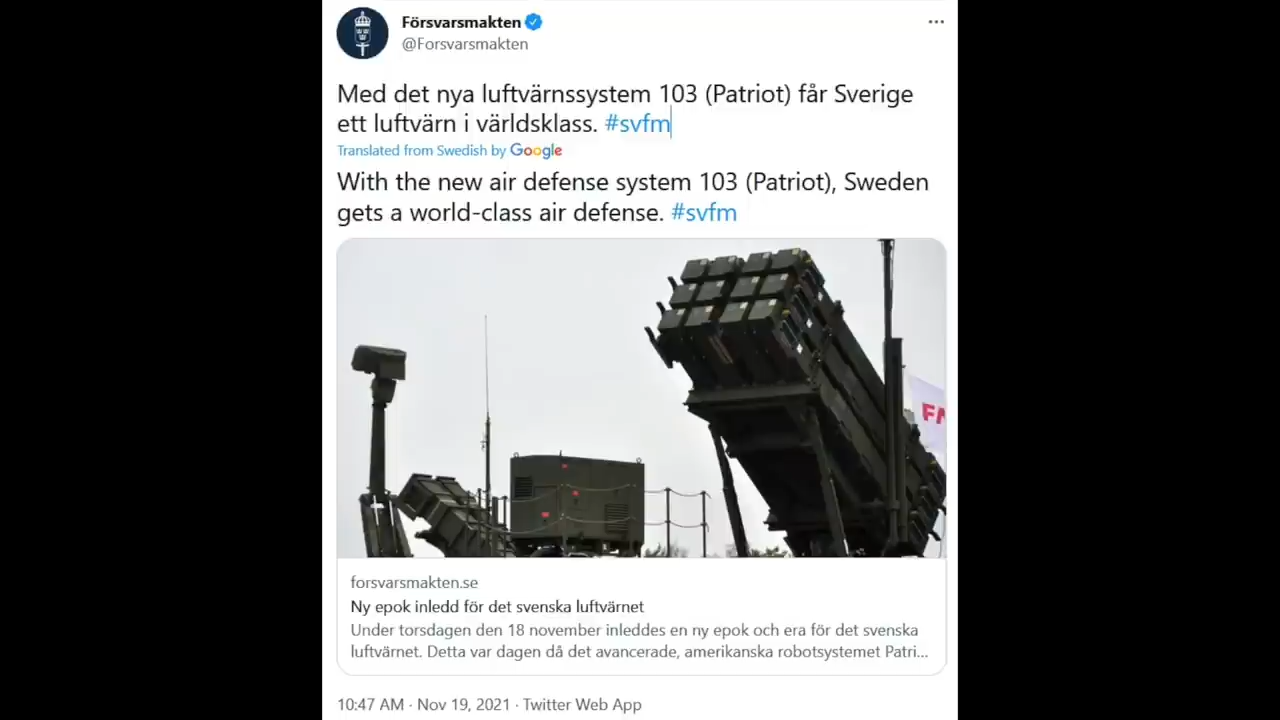 Försvarsmakten
@Forsvarsmakten
Med det nya luftvärnssystem 103 (Patriot) får Sverige
ett luftvärn i världsklass. #svfm
Translated from Swedish by Google
With the new air defense system 103 (Patriot), Sweden
gets a world-class air defense. #svfm
forsvarsmakten.se
Ny epok inledd för det svenska luftvärnet
Under torsdagen den 18 november inleddes en ny epok och era för det svenska
luftvärnet. Detta var dagen då det avancerade, amerikanska robotsystemet Patri...
10:47 AM · Nov 19, 2021 · Twitter Web App